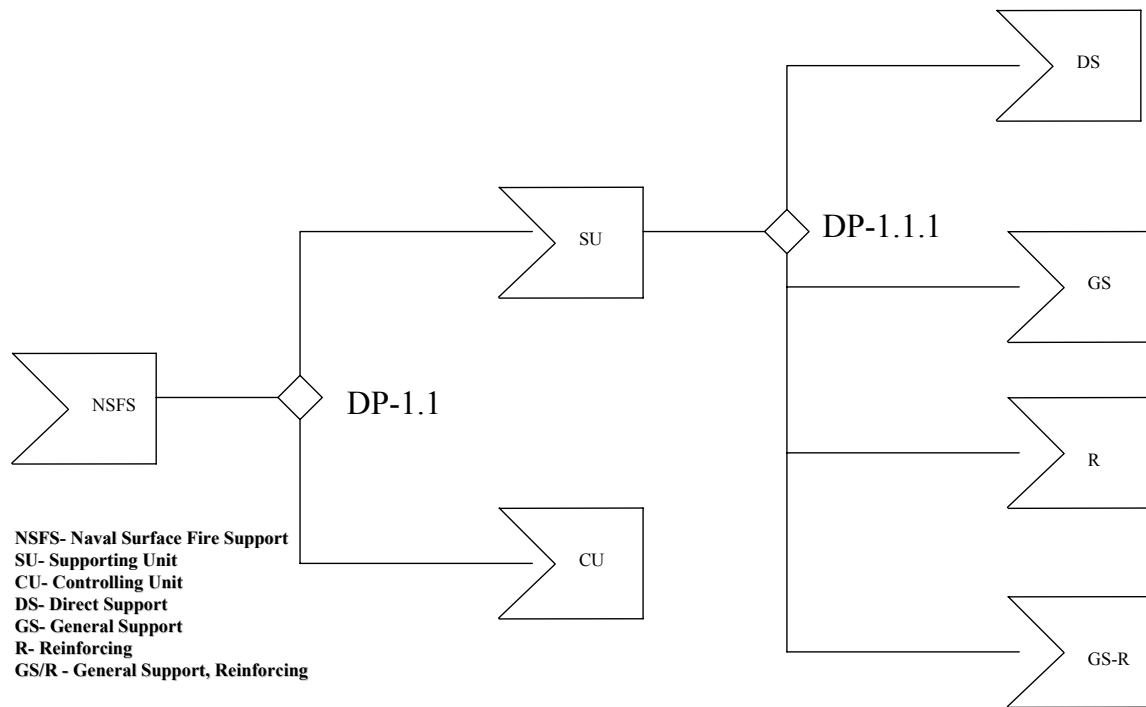 DS
DP-1.1.1
SU
GS
NSFS
DP-1.1
R
CU
GS-R
NSFS- Naval Surface Fire Support
SU- Supporting Unit
CU- Controlling Unit
DS- Direct Support
GS- General Support
R- Reinforcing
GS/R - General Support, Reinforcing